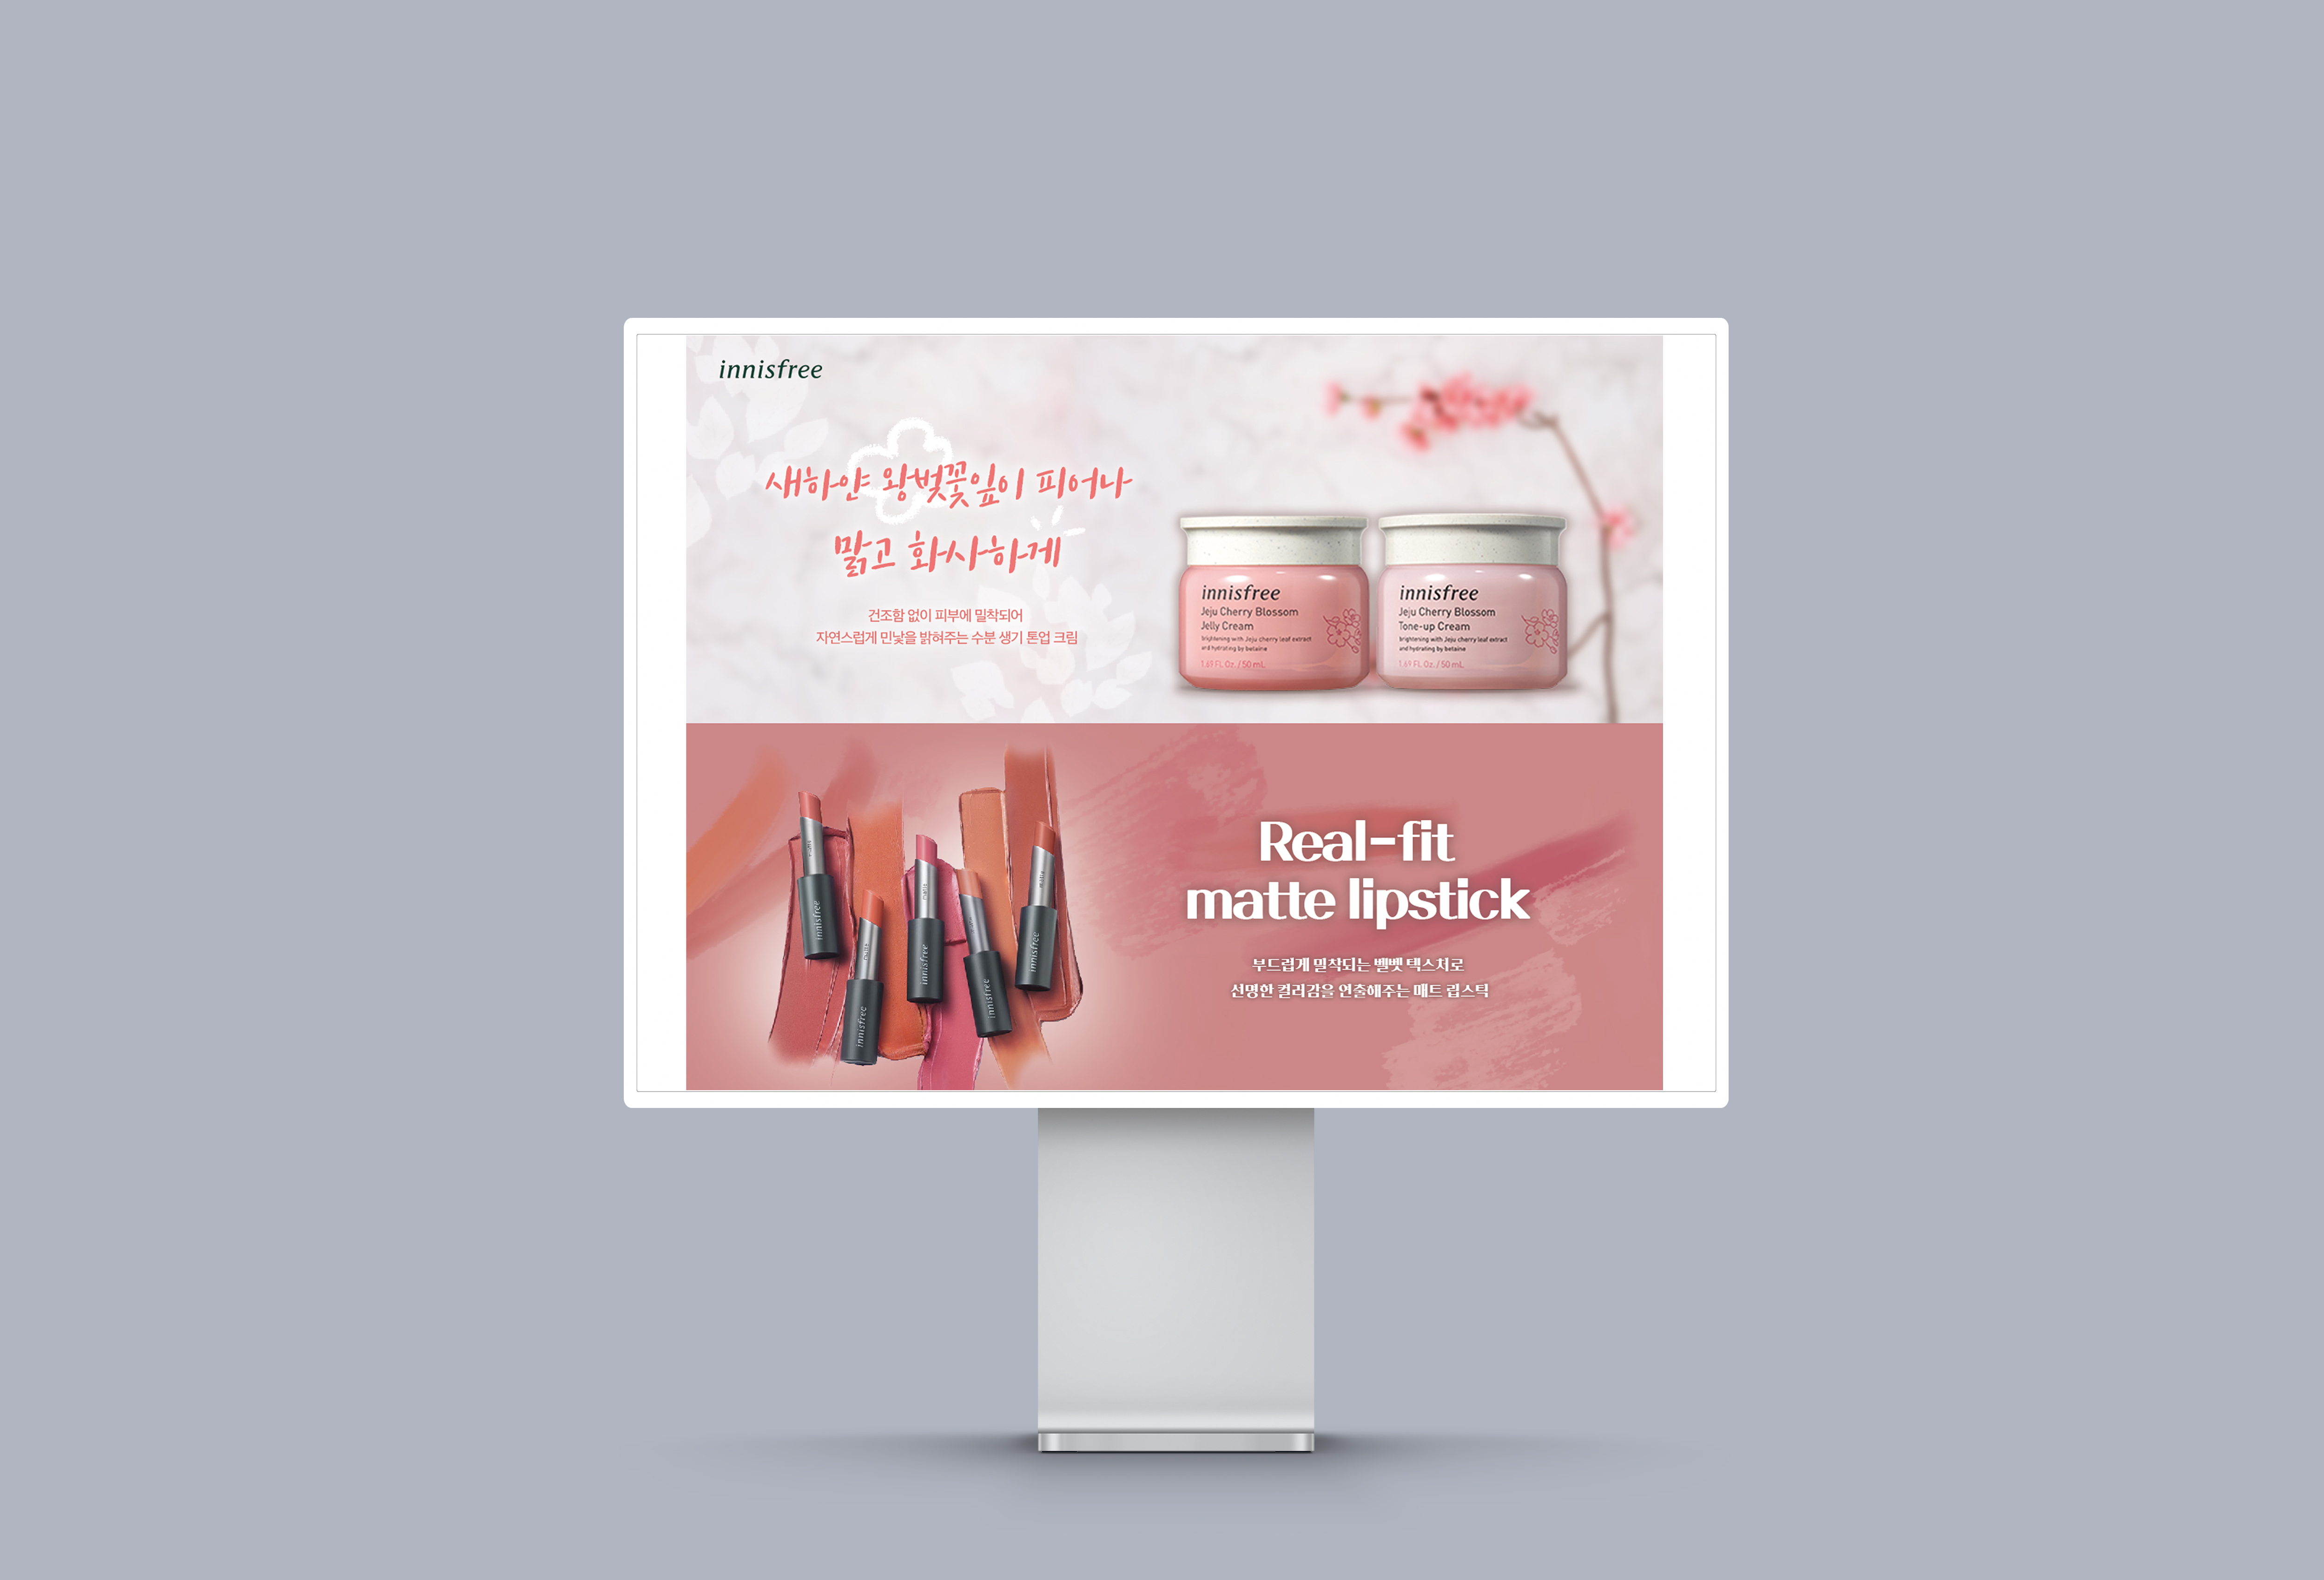 innisfree
새하얀 왕벚꽃잎이 피어나
맑고 화사하게
건조함 없이 피부에 밀착되어
자연스럽게 민낯을 밝혀주는 수분 생기 톤업 크림
innisfree
Jeju Cherry Blossom
Jelly Cream
brightening with Jeju cherry leaf extract
and hydrating by betaine
1.69 FL Oz. / 50 mL
innisfree
Jeju Cherry Blossom
Tone-up Cream
brightening with Jeju cherry leaf extract
and hydrating by betaine
1.69 FL Oz. / 50 mL
Real-fit
matte lipstick
부드럽게 밀착되는 벨벳 텍스처로
선명한 컬러감을 연출해주는 매트 립스틱
innisfree
innisfree
innisfree
innisfree
innisfree